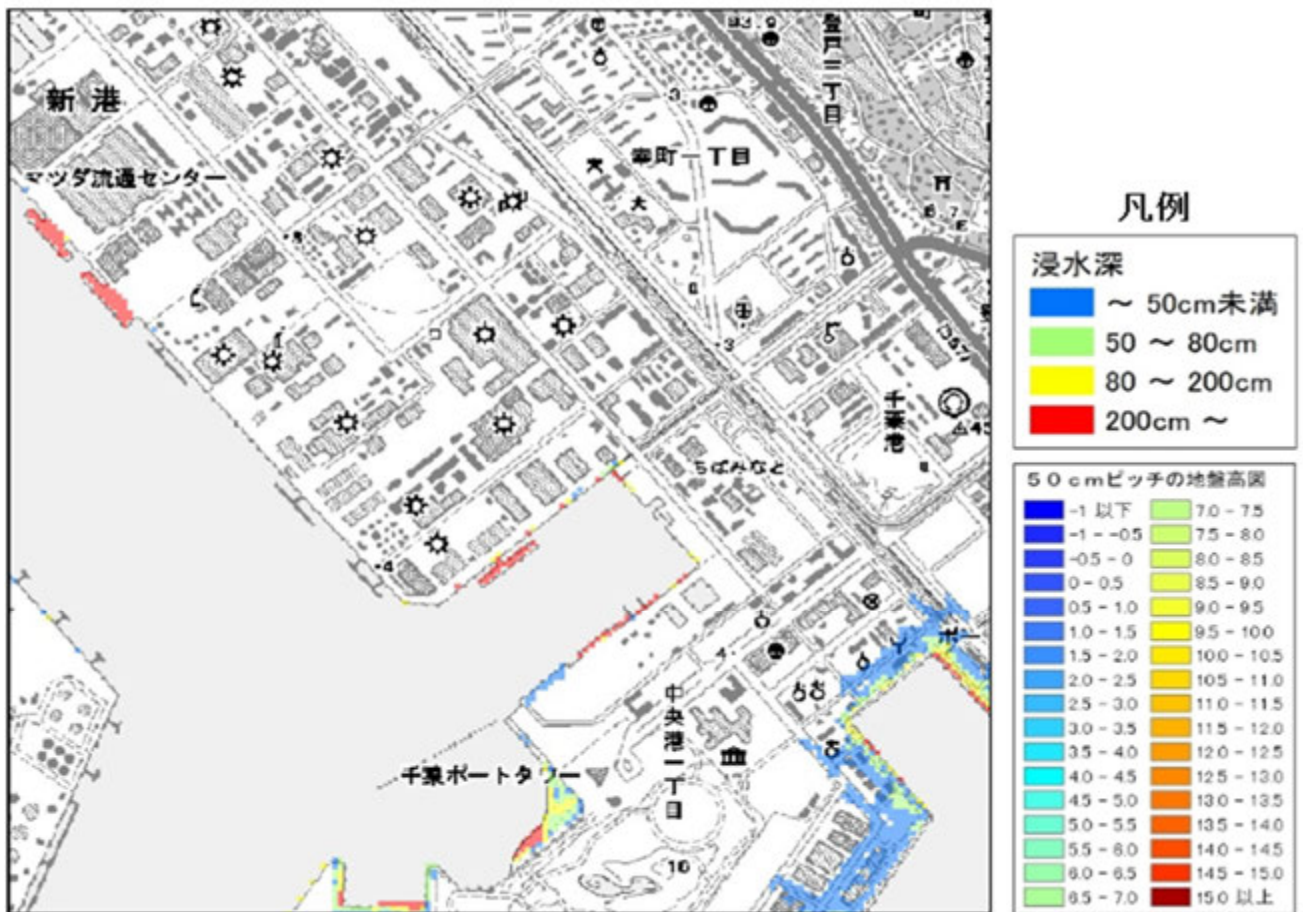 新港
マツダ流通センター
幸町一丁目
登戸三丁目
千葉港
ちばみなと
中央港一丁目
千葉ポートタワー
16
凡例
浸水深
～ 50cm未満
50 ～ 80cm
80 ～ 200cm
200cm ～
50cmピッチの地盤高図
-1 以下
-1 - -0.5
-0.5 - 0
0 - 0.5
0.5 - 1.0
1.0 - 1.5
1.5 - 2.0
2.0 - 2.5
2.5 - 3.0
3.0 - 3.5
3.5 - 4.0
4.0 - 4.5
4.5 - 5.0
5.0 - 5.5
5.5 - 6.0
6.0 - 6.5
6.5 - 7.0
7.0 - 7.5
7.5 - 8.0
8.0 - 8.5
8.5 - 9.0
9.0 - 9.5
9.5 - 10.0
10.0 - 10.5
10.5 - 11.0
11.0 - 11.5
11.5 - 12.0
12.0 - 12.5
12.5 - 13.0
13.0 - 13.5
13.5 - 14.0
14.0 - 14.5
14.5 - 15.0
15.0 以上